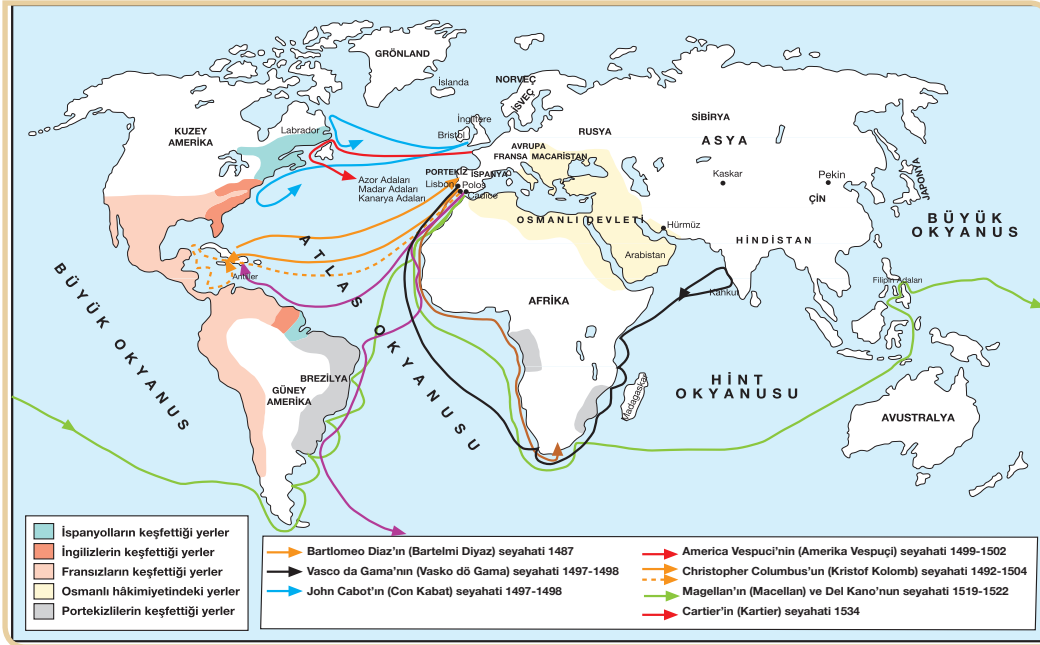 GRÖNLAND
İslanda
NORVEÇ
İSVEÇ
İngiltere
Bristol
KUZEY
AMERIKA
Labrador
RUSYA
SİBİRYA
ASYA
AVRUPA
FRANSA MACARİSTAN
PORTEKİZ
İSPANYA
Lisbon
Polos
Cadice
Azor Adaları
Madar Adaları
Kanarya Adaları
Kaskar
Pekin
ÇİN
JAPONYA
BÜYÜK
OKYANUS
OSMANLI DEVLETİ
Hürmüz
HİNDİSTAN
Arabistan
Kankut
Filipin Adaları
Antiller
ATLAS OKYANUSU
BÜYÜK OKYANUS
AFRİKA
BREZİLYA
GÜNEY
AMERIKA
HİNT
OKYANUSU
Madagaskar
AVUSTRALYA
İspanyolların keşfettiği yerler
İngilizlerin keşfettiği yerler
Fransızların keşfettiği yerler
Osmanlı hâkimiyetindeki yerler
Portekizlilerin keşfettiği yerler
Bartlomeo Diaz'ın (Bartelmi Diyaz) seyahati 1487
Vasco da Gama'nın (Vasko dö Gama) seyahati 1497-1498
John Cabot'ın (Con Kabat) seyahati 1497-1498
America Vespuci'nin (Amerika Vespuçi) seyahati 1499-1502
Christopher Columbus'un (Kristof Kolomb) seyahati 1492-1504
Magellan'ın (Macellan) ve Del Kano'nun seyahati 1519-1522
Cartier'in (Kartier) seyahati 1534